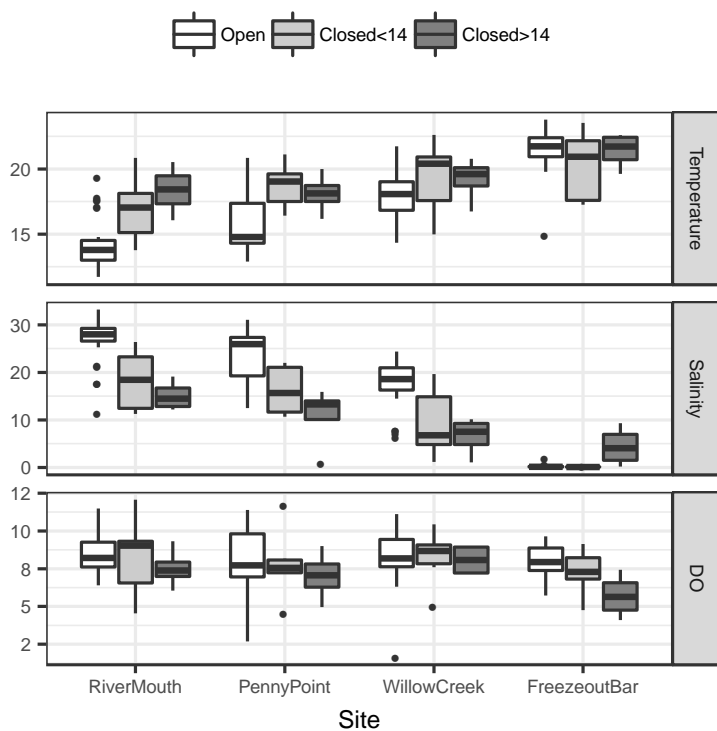 Open Closed<14 Closed>14
20
15
Temperature
30
20
10
0
Salinity
12
10
8
5
2
DO
RiverMouth PennyPoint WillowCreek FreezeoutBar
Site